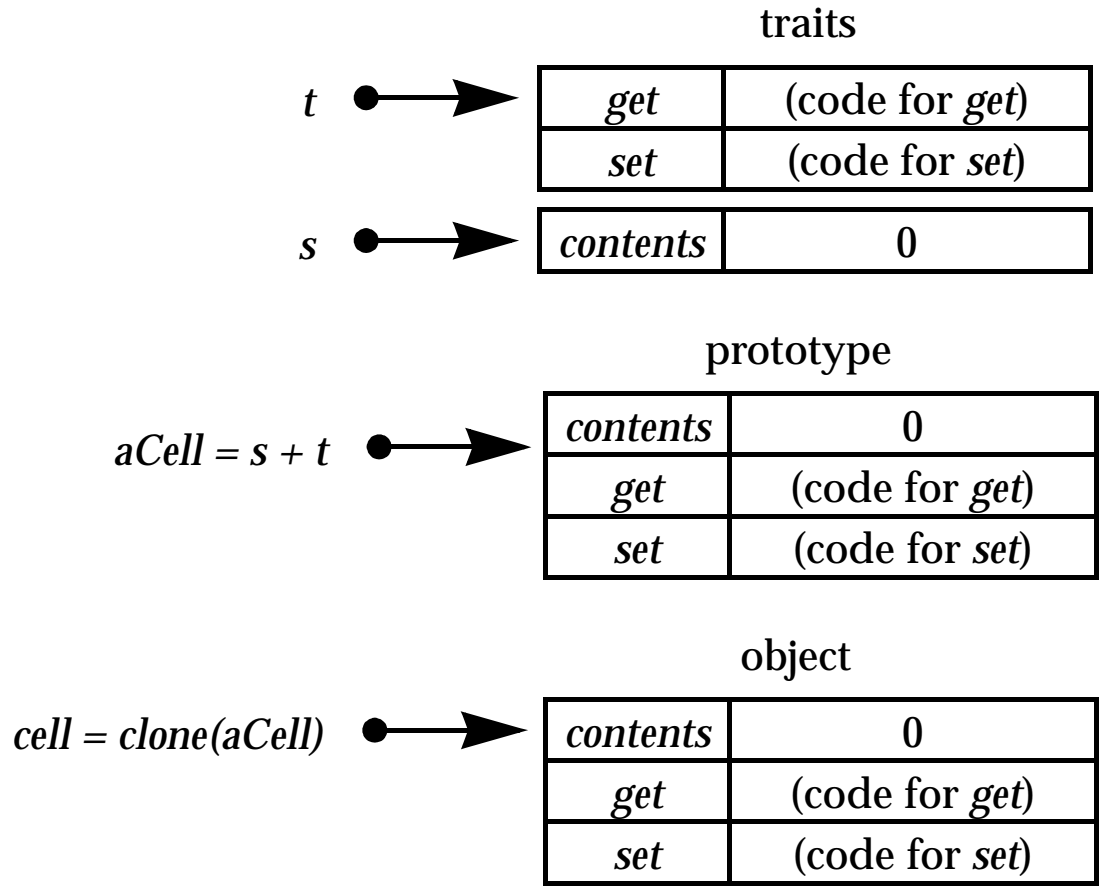 traits
t get (code for get)
set (code for set)
s contents 0
prototype
aCell = s + t contents 0
get (code for get)
set (code for set)
object
cell = clone(aCell) contents 0
get (code for get)
set (code for set)